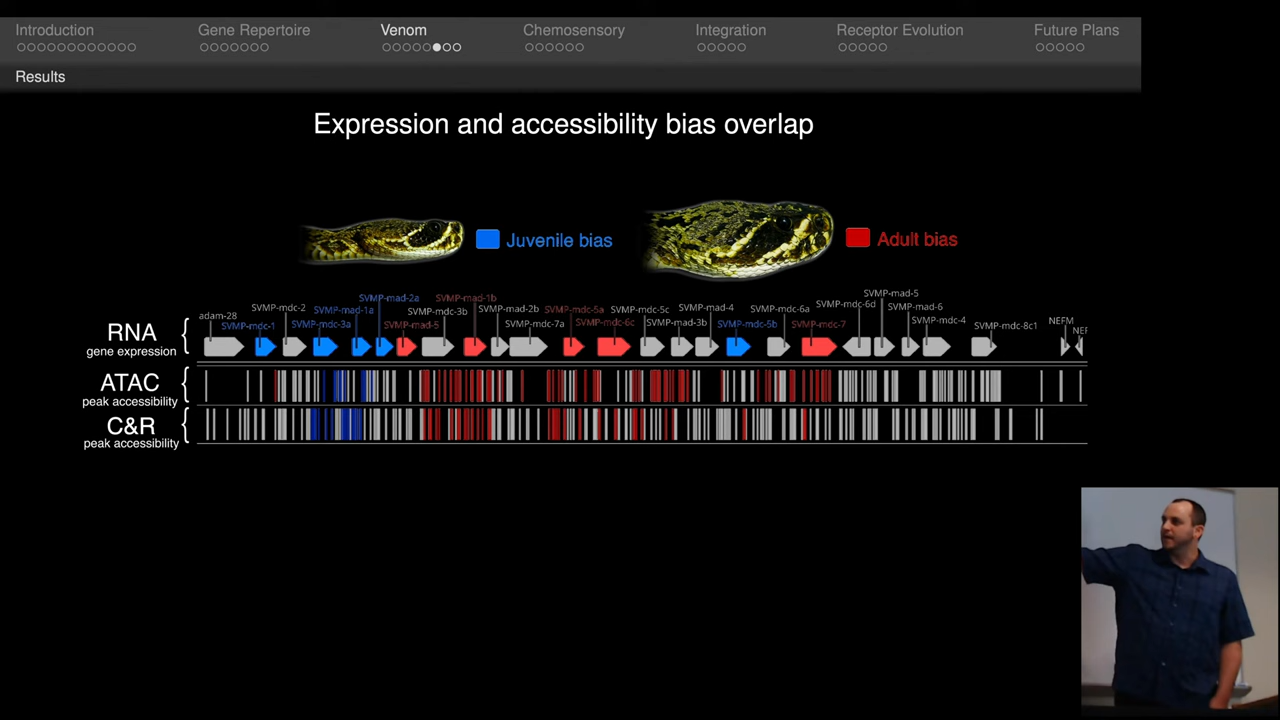 Introduction Gene Repertoire Venom Chemosensory Integration Receptor Evolution Future Plans
Results
Expression and accessibility bias overlap
Juvenile bias
Adult bias
RNA
gene expression
adam-28
SVMP-mdc-1
SVMP-mdc-2
SVMP-mdc-3a
SVMP-mad-1a
SVMP-mad-2a
SVMP-mad-5
SVMP-mdc-3b
SVMP-mad-1b
SVMP-mad-2b
SVMP-mdc-7a
SVMP-mdc-5a
SVMP-mdc-6c
SVMP-mdc-5c
SVMP-mad-3b
SVMP-mad-4
SVMP-mdc-5b
SVMP-mdc-6a
SVMP-mdc-7
SVMP-mdc-6d
SVMP-mad-5
SVMP-mad-6
SVMP-mdc-4
SVMP-mdc-8c1
NEFM
NEF
ATAC
peak accessibility
C&R
peak accessibility